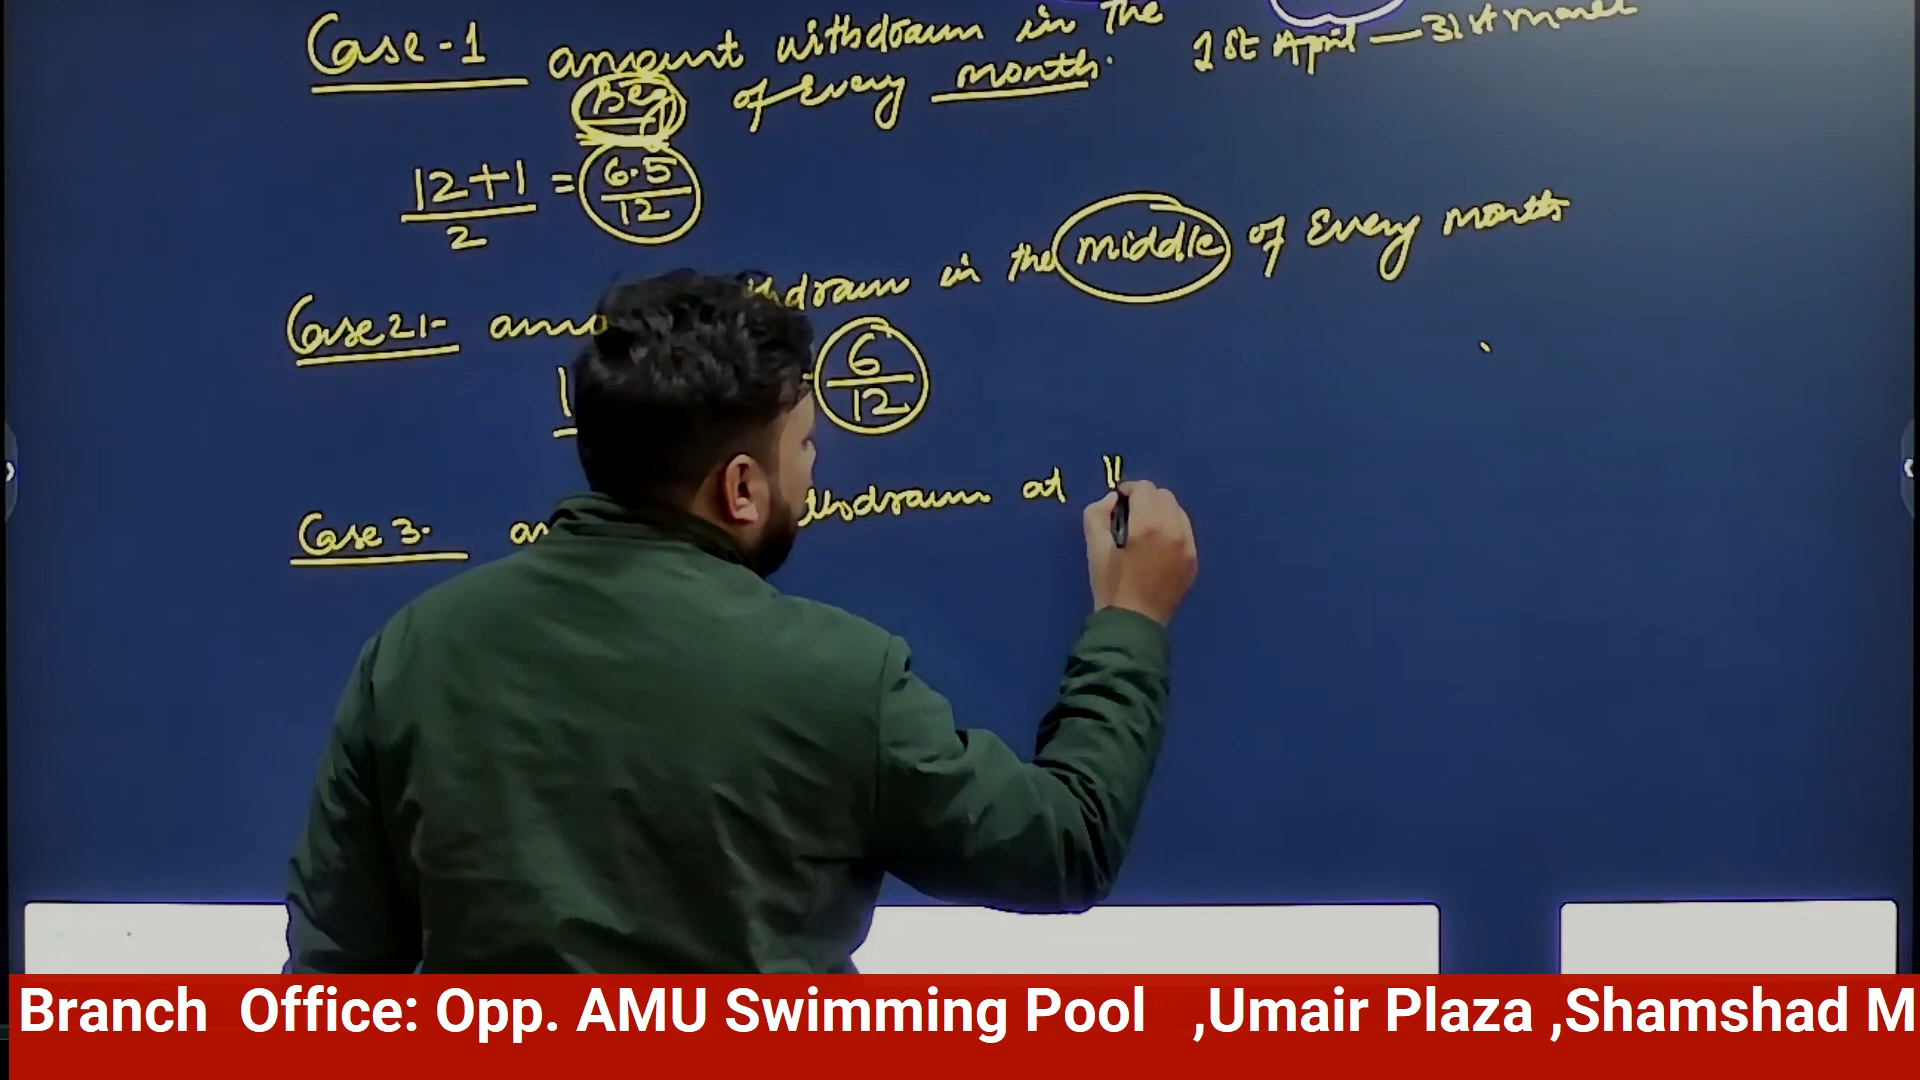 Case-1 amount withdrawn in the
Beg of Every month.
1st April — 31st March
12+1 = 6.5
2 12
Case 2:- withdrawn in the middle of Every month
6
12
Case 3. withdrawn at
Branch Office: Opp. AMU Swimming Pool ,Umair Plaza ,Shamshad M